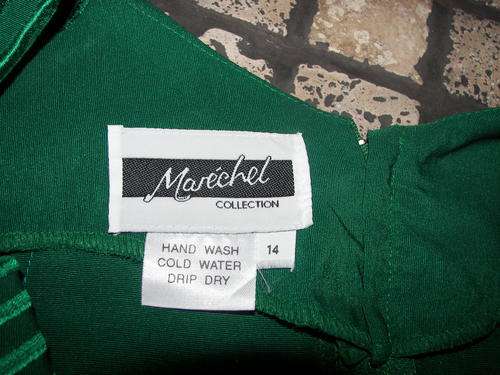 Maréchel
COLLECTION
HAND WASH
COLD WATER
DRIP DRY
14